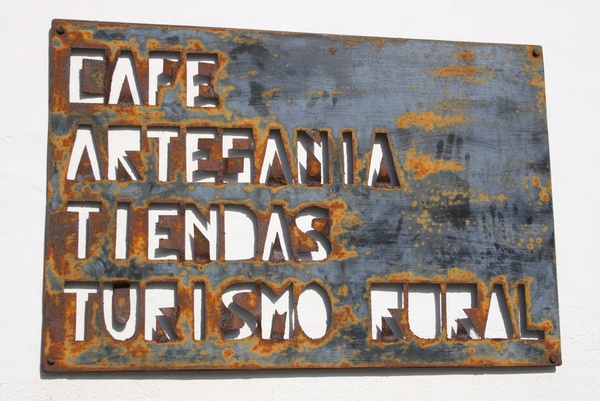 CAFE
ARTESANIA
TIENDAS
TURISMO RURAL